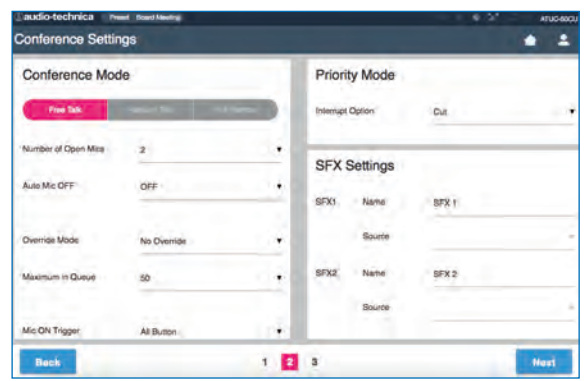 audio-technica Preset Board Meeting ATUC-50CU
Conference Settings
Conference Mode
Free Talk
Number of Open Mics 2
Auto Mic OFF OFF
Override Mode No Override
Maximum in Queue 50
Mic ON Trigger All Button
Priority Mode
Interrupt Option Cut
SFX Settings
SFX1 Name SFX 1
Source
SFX2 Name SFX 2
Source
Back 1 2 3 Next